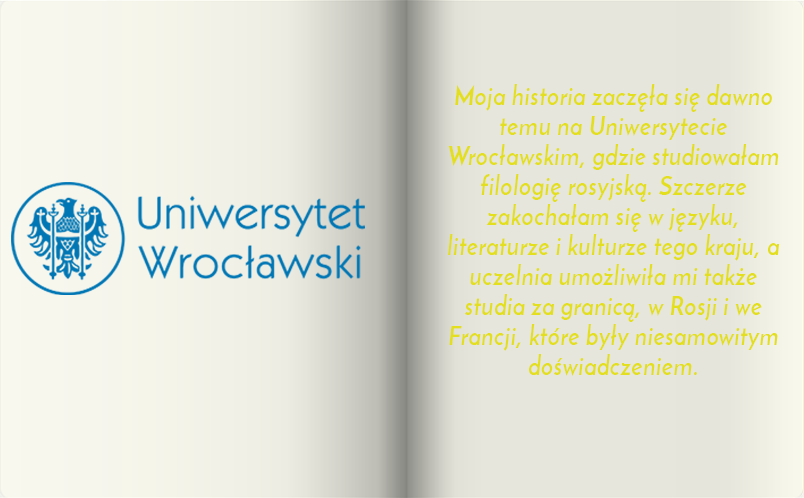 Uniwersytet
Wrocławski
Moja historia zaczęła się dawno
temu na Uniwersytecie
Wrocławskim, gdzie studiowałam
filologię rosyjską. Szczerze
zakochałam się w języku,
literaturze i kulturze tego kraju, a
uczelnia umożliwiła mi także
studia za granicą, w Rosji i we
Francji, które były niesamowitym
doświadczeniem.